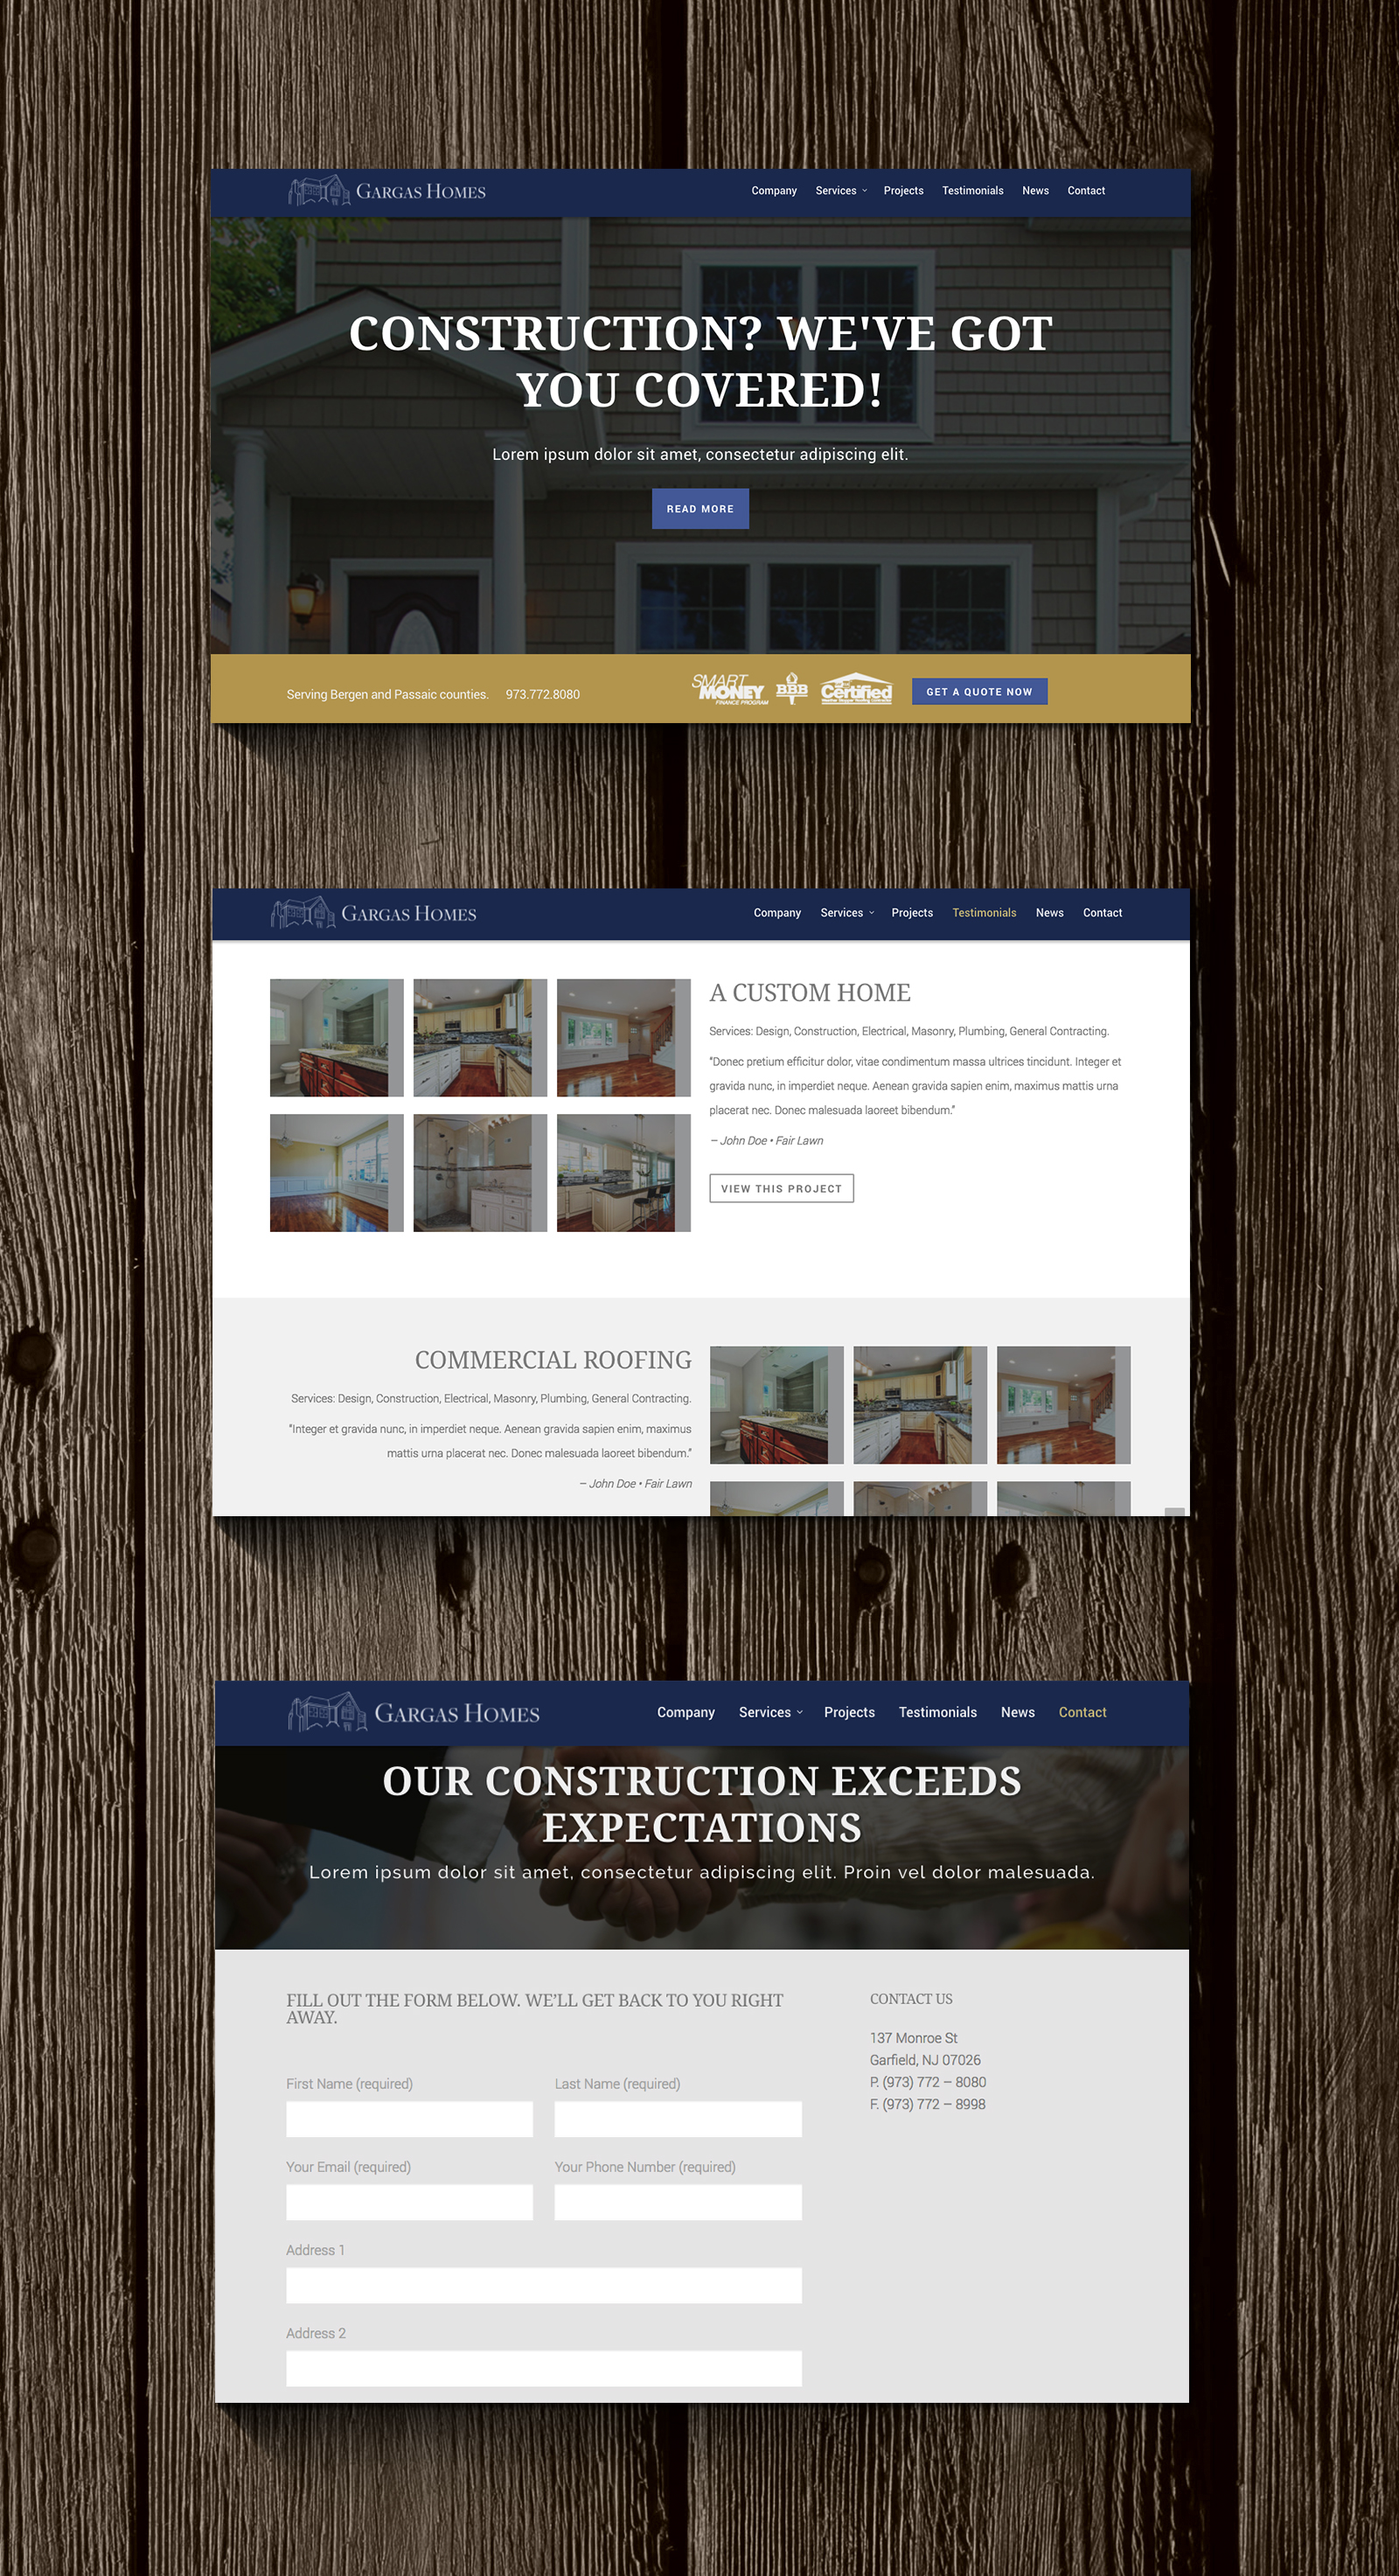 GARGAS HOMES
Company Services Projects Testimonials News Contact
CONSTRUCTION? WE'VE GOT
YOU COVERED!
Lorem ipsum dolor sit amet, consectetur adipiscing elit.
READ MORE
Serving Bergen and Passaic counties. 973.772.8080
SMART
MONEY
FINANCE PROGRAM
BBB
Certified
GET A QUOTE NOW
GARGAS HOMES
Company Services Projects Testimonials News Contact
A CUSTOM HOME
Services: Design, Construction, Electrical, Masonry, Plumbing, General Contracting.
“Donec pretium efficitur dolor, vitae condimentum massa ultrices tincidunt. Integer et
gravida nunc, in imperdiet neque. Aenean gravida sapien enim, maximus mattis urna
placerat nec. Donec malesuada laoreet bibendum.”
– John Doe • Fair Lawn
VIEW THIS PROJECT
COMMERCIAL ROOFING
Services: Design, Construction, Electrical, Masonry, Plumbing, General Contracting.
“Integer et gravida nunc, in imperdiet neque. Aenean gravida sapien enim, maximus
mattis urna placerat nec. Donec malesuada laoreet bibendum.”
– John Doe • Fair Lawn
GARGAS HOMES
Company Services Projects Testimonials News Contact
OUR CONSTRUCTION EXCEEDS
EXPECTATIONS
Lorem ipsum dolor sit amet, consectetur adipiscing elit. Proin vel dolor malesuada.
FILL OUT THE FORM BELOW. WE’LL GET BACK TO YOU RIGHT
AWAY.
First Name (required) Last Name (required)
Your Email (required) Your Phone Number (required)
Address 1
Address 2
CONTACT US
137 Monroe St
Garfield, NJ 07026
P. (973) 772 – 8080
F. (973) 772 – 8998